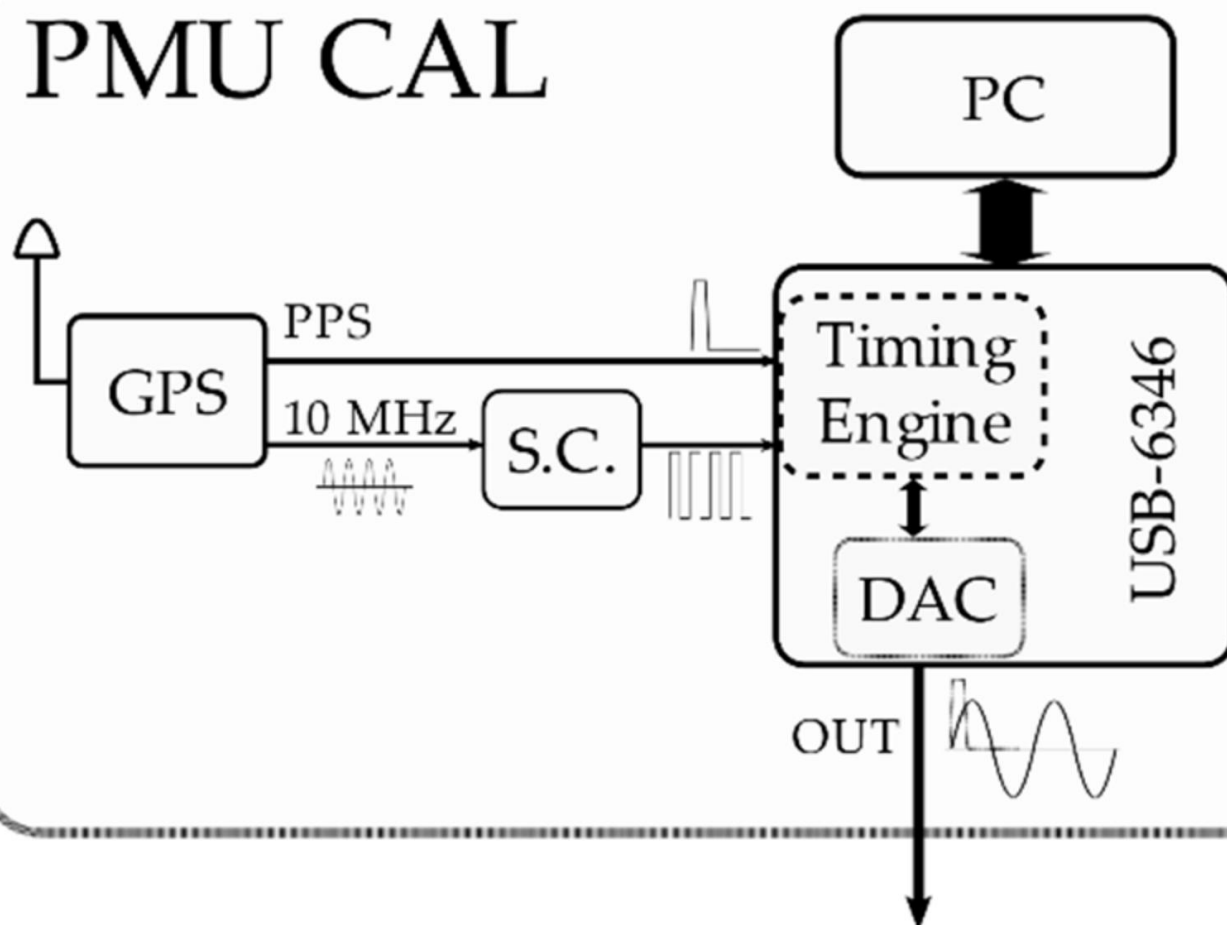 PMU CAL
PC
PPS
GPS
10 MHz
S.C.
Timing
Engine
USB-6346
DAC
OUT